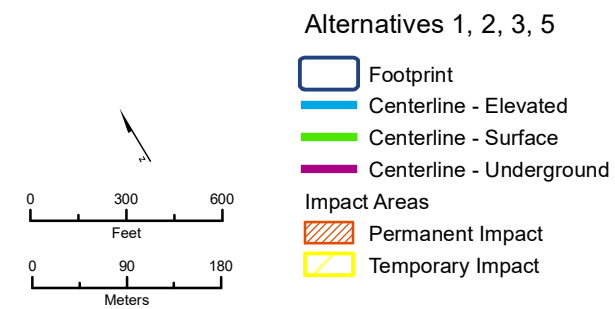 Alternatives 1, 2, 3, 5
Footprint
Centerline - Elevated
Centerline - Surface
Centerline - Underground
Impact Areas
Permanent Impact
Temporary Impact
N
0 300 600
Feet
0 90 180
Meters